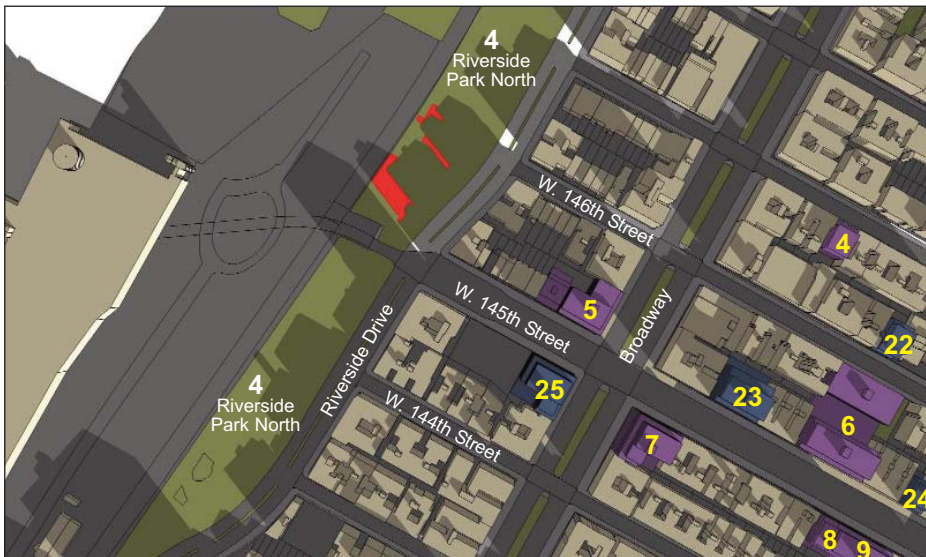 4
Riverside
Park North
W. 146th Street
4
5
Broadway
22
W. 145th Street
Riverside Drive
4
Riverside
Park North
25
23
6
W. 144th Street
7
24
8
9